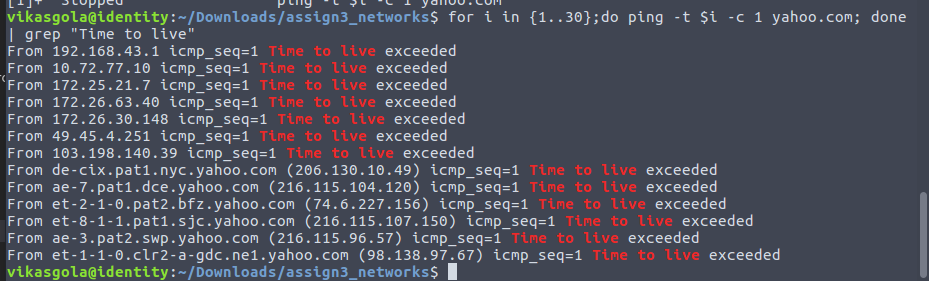 [1]+  Stopped                 ping -t $i -c 1 yahoo.com
vikasgola@identity:~/Downloads/assign3_networks$ for i in {1..30};do ping -t $i -c 1 yahoo.com; done
| grep "Time to live"
From 192.168.43.1 icmp_seq=1 Time to live exceeded
From 10.72.77.10 icmp_seq=1 Time to live exceeded
From 172.25.21.7 icmp_seq=1 Time to live exceeded
From 172.26.63.40 icmp_seq=1 Time to live exceeded
From 172.26.30.148 icmp_seq=1 Time to live exceeded
From 49.45.4.251 icmp_seq=1 Time to live exceeded
From 103.198.140.39 icmp_seq=1 Time to live exceeded
From de-cix.pat1.nyc.yahoo.com (206.130.10.49) icmp_seq=1 Time to live exceeded
From ae-7.pat1.dce.yahoo.com (216.115.104.120) icmp_seq=1 Time to live exceeded
From et-2-1-0.pat2.bfz.yahoo.com (74.6.227.156) icmp_seq=1 Time to live exceeded
From et-8-1-1.pat1.sjc.yahoo.com (216.115.107.150) icmp_seq=1 Time to live exceeded
From ae-3.pat2.swp.yahoo.com (216.115.96.57) icmp_seq=1 Time to live exceeded
From et-1-1-0.clr2-a-gdc.ne1.yahoo.com (98.138.97.67) icmp_seq=1 Time to live exceeded
vikasgola@identity:~/Downloads/assign3_networks$